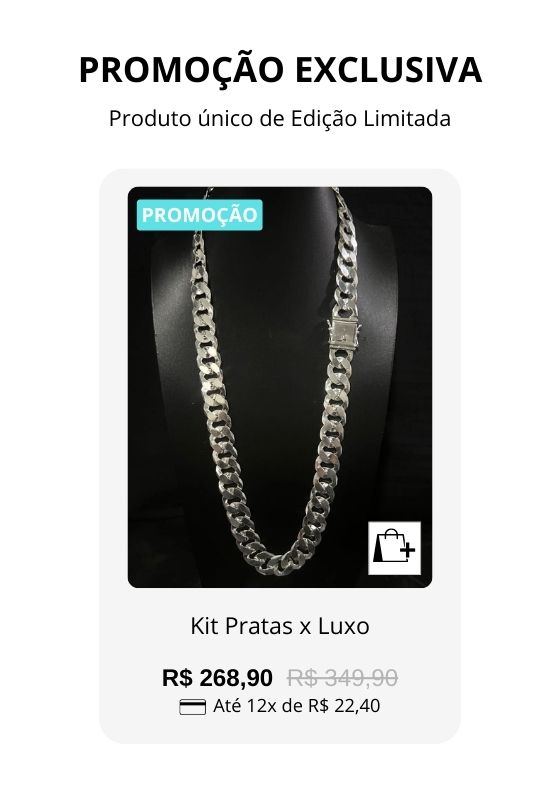 PROMOÇÃO EXCLUSIVA
Produto único de Edição Limitada
PROMOÇÃO
Kit Pratas x Luxo
R$ 268,90 R$ 349,90
Até 12x de R$ 22,40